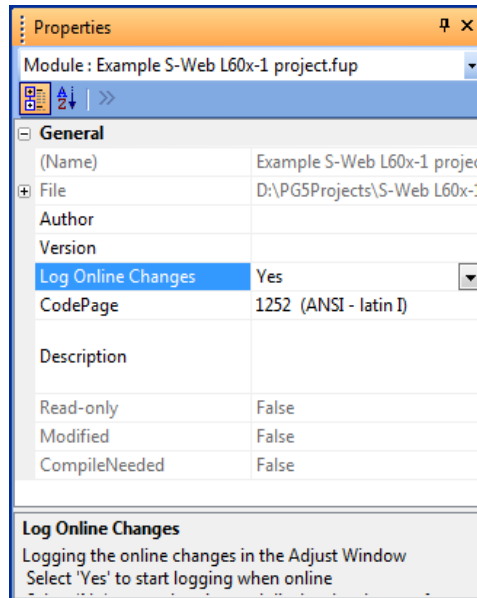 Properties
Module : Example S-Web L60x-1 project.fup
General
(Name) Example S-Web L60x-1 projec
File D:\PG5Projects\S-Web L60x-1
Author
Version
Log Online Changes Yes
CodePage 1252 (ANSI - latin I)
Description
Read-only False
Modified False
CompileNeeded False
Log Online Changes
Logging the online changes in the Adjust Window
Select 'Yes' to start logging when online